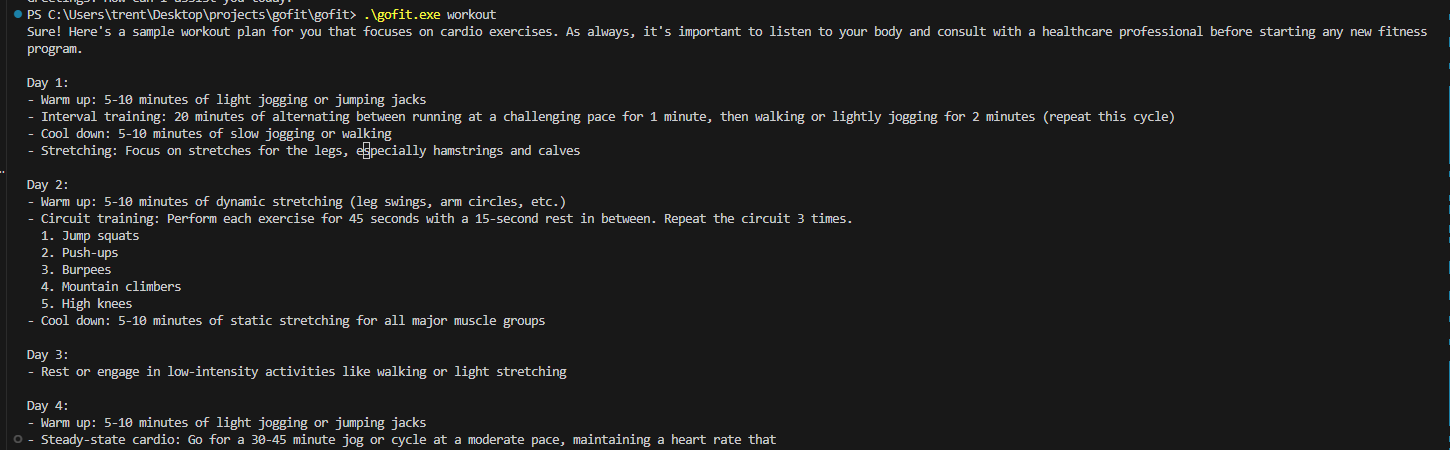 Greetings! How can I assist you today?
PS C:\Users\trent\Desktop\projects\gofit\gofit> .\gofit.exe workout
Sure! Here's a sample workout plan for you that focuses on cardio exercises. As always, it's important to listen to your body and consult with a healthcare professional before starting any new fitness
program.
Day 1:
- Warm up: 5-10 minutes of light jogging or jumping jacks
- Interval training: 20 minutes of alternating between running at a challenging pace for 1 minute, then walking or lightly jogging for 2 minutes (repeat this cycle)
- Cool down: 5-10 minutes of slow jogging or walking
- Stretching: Focus on stretches for the legs, especially hamstrings and calves
Day 2:
- Warm up: 5-10 minutes of dynamic stretching (leg swings, arm circles, etc.)
- Circuit training: Perform each exercise for 45 seconds with a 15-second rest in between. Repeat the circuit 3 times.
1. Jump squats
2. Push-ups
3. Burpees
4. Mountain climbers
5. High knees
- Cool down: 5-10 minutes of static stretching for all major muscle groups
Day 3:
- Rest or engage in low-intensity activities like walking or light stretching
Day 4:
- Warm up: 5-10 minutes of light jogging or jumping jacks
- Steady-state cardio: Go for a 30-45 minute jog or cycle at a moderate pace, maintaining a heart rate that